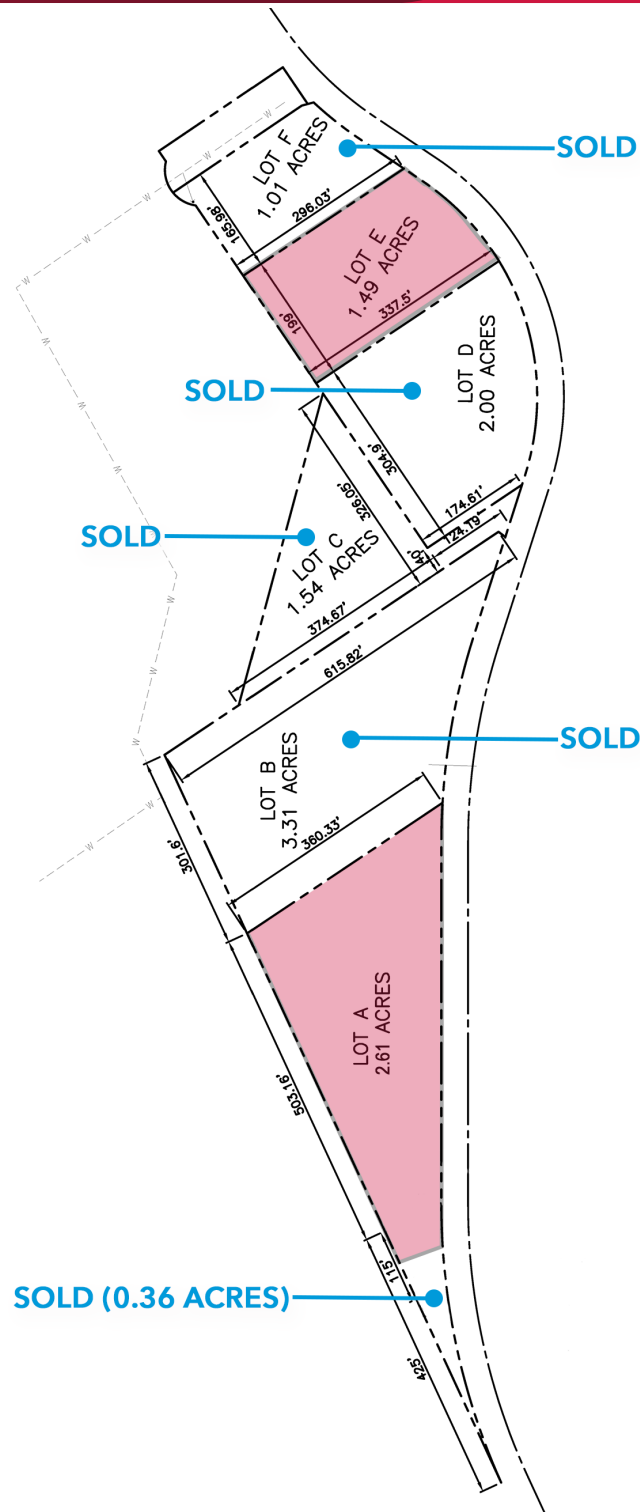 SOLD
LOT F
1.01 ACRES
296.03'
165.98'
LOT E
1.49 ACRES
337.5'
199'
LOT D
2.00 ACRES
SOLD
304.9'
326.05'
174.61'
124.79'
40'
SOLD
LOT C
1.54 ACRES
374.67'
615.82'
SOLD
LOT B
3.31 ACRES
360.33'
301.6'
LOT A
2.61 ACRES
503.16'
115'
SOLD (0.36 ACRES)
425'
W
W
W
W
W
W
W
W
W
W
W
W